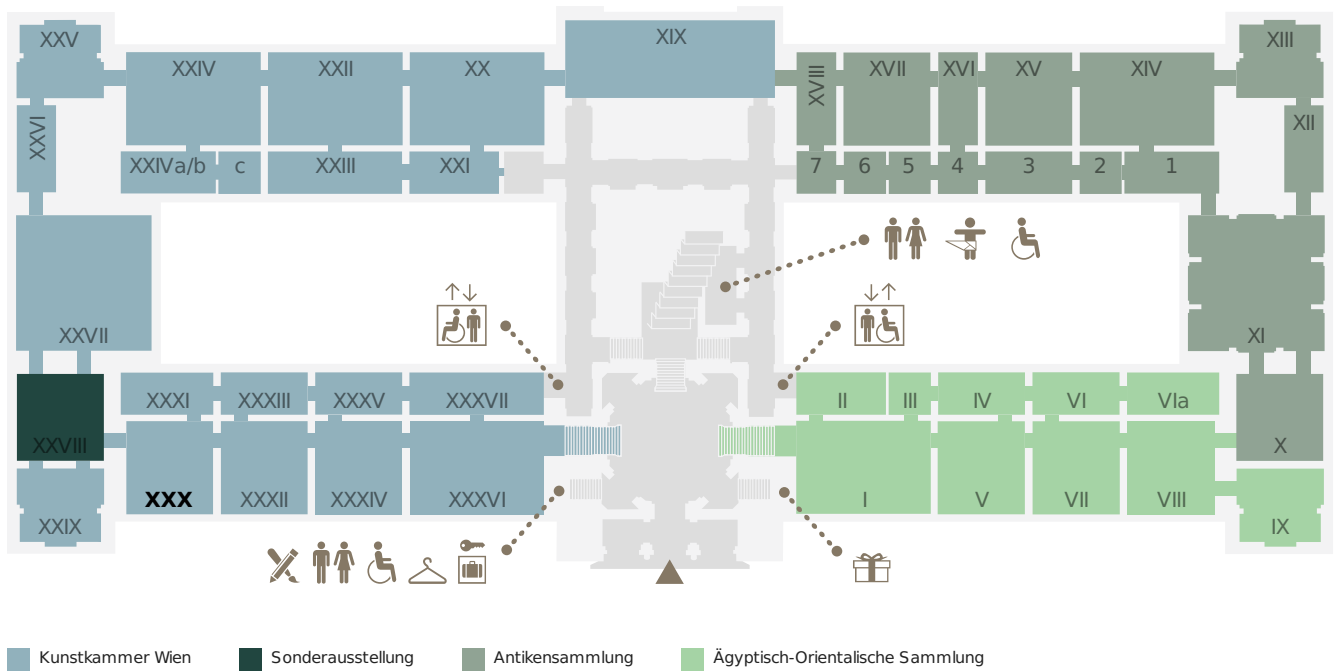 XXV
XXIV
XXII
XX
XIX
XVIII
XVII
XVI
XV
XIV
XIII
XXVI
XII
XXIVa/b
c
XXIII
XXI
7
6
5
4
3
2
1
XXVII
XI
XXXI
XXXIII
XXXV
XXXVII
II
III
IV
VI
VIa
XXVIII
X
XXX
XXXII
XXXIV
XXXVI
I
V
VII
VIII
XXIX
IX
Kunstkammer Wien
Sonderausstellung
Antikensammlung
Ägyptisch-Orientalische Sammlung